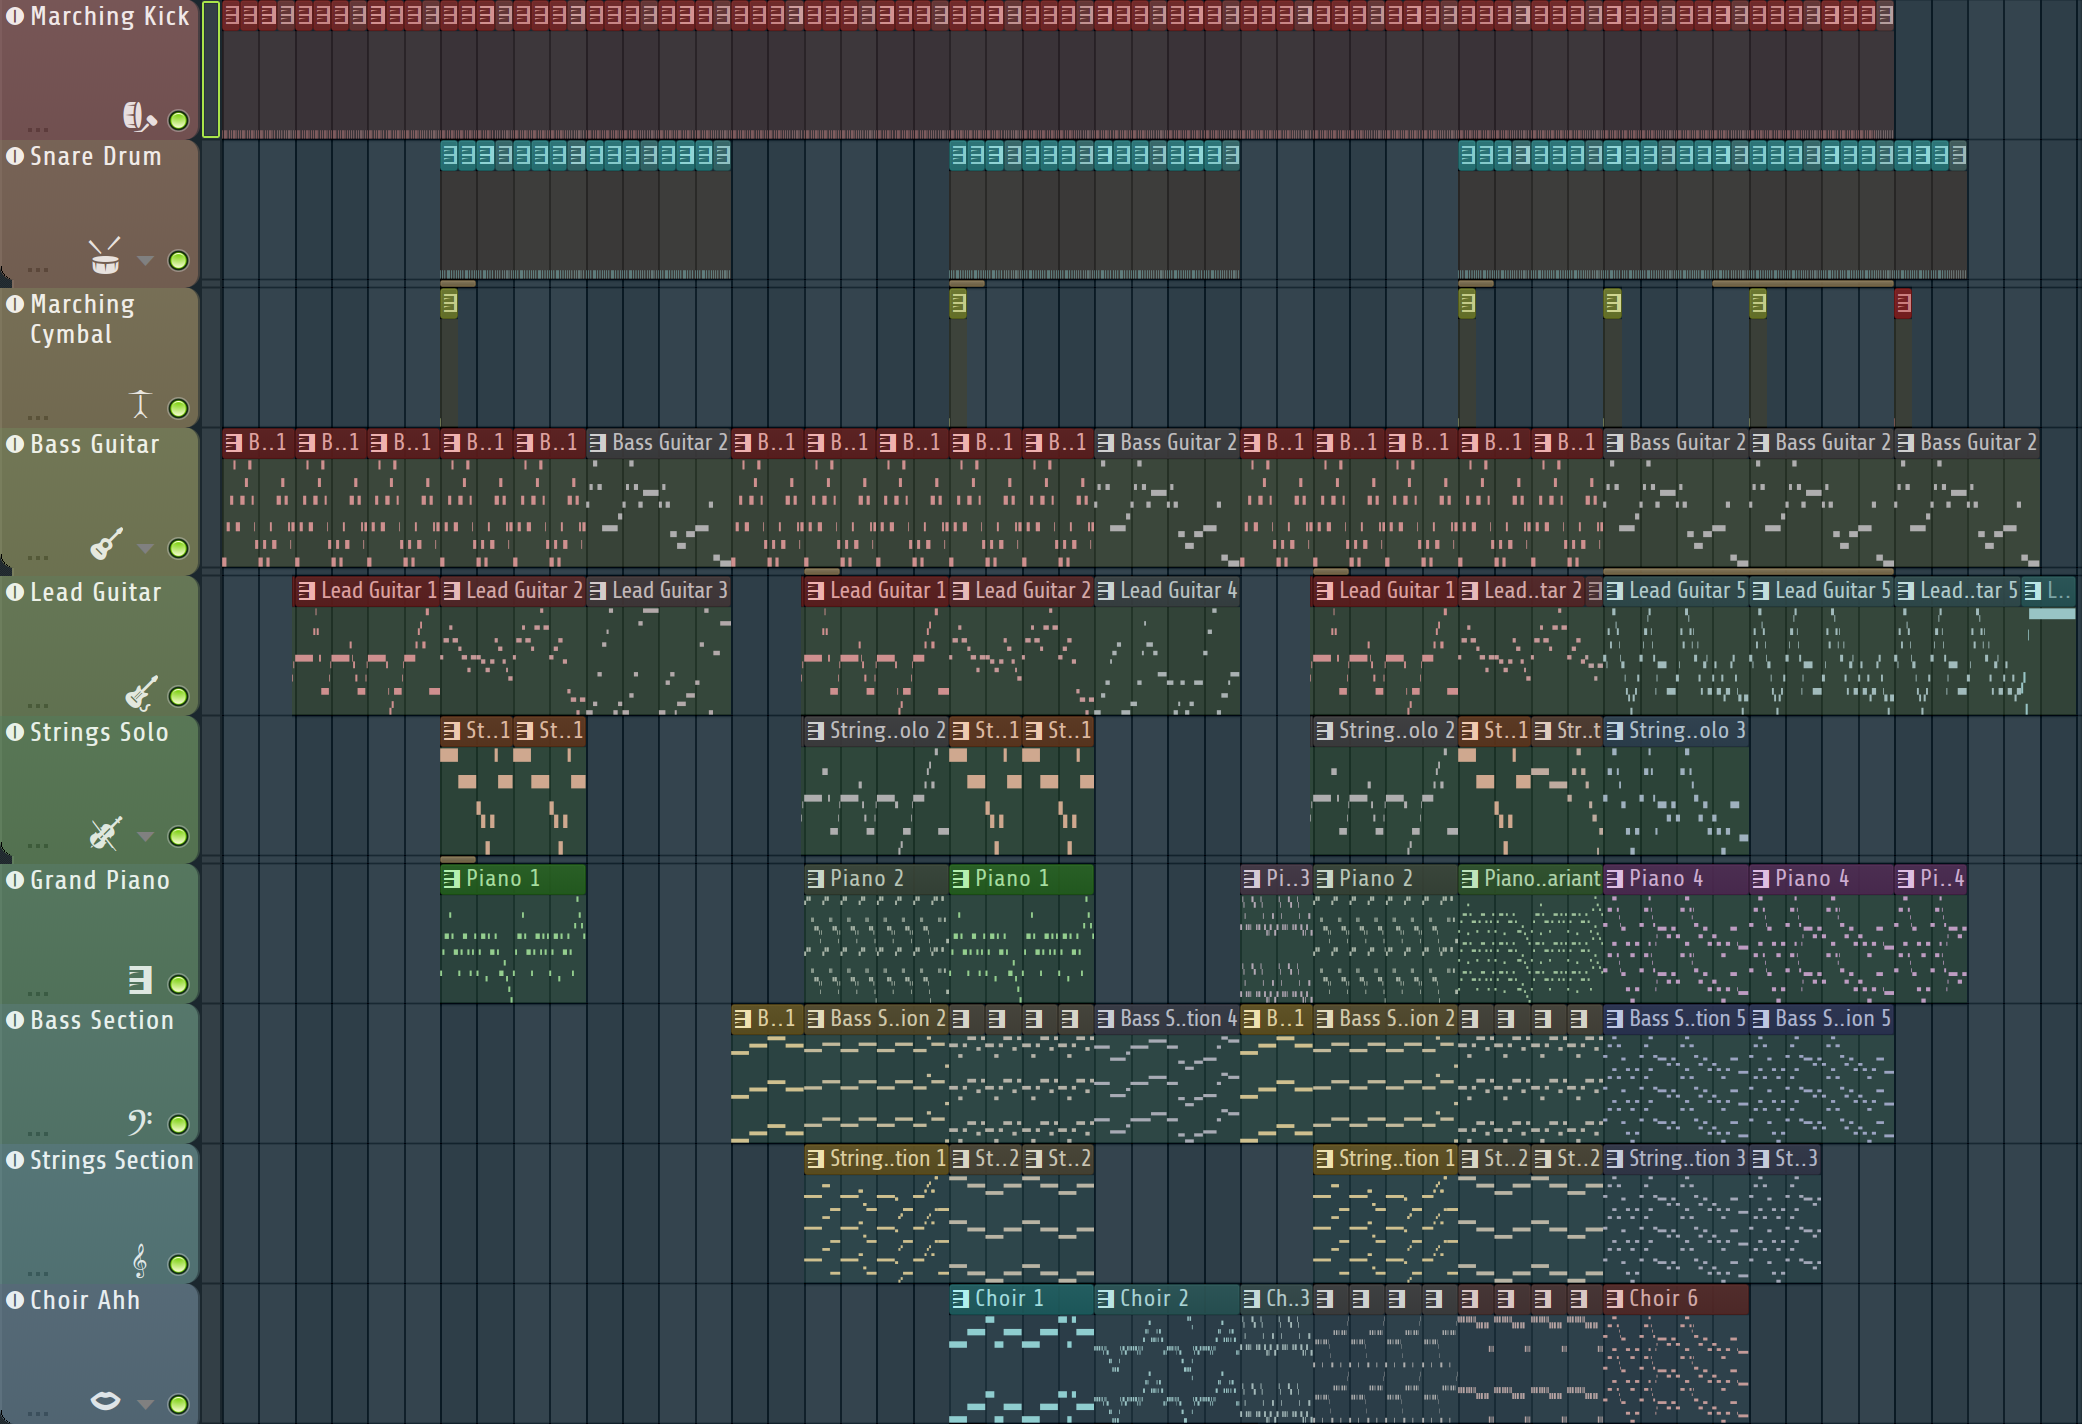 Marching Kick
Snare Drum
Marching
Cymbal
Bass Guitar
B..1 B..1 B..1 B..1 B..1 Bass Guitar 2 B..1 B..1 B..1 B..1 B..1 Bass Guitar 2 B..1 B..1 B..1 B..1 B..1 Bass Guitar 2 Bass Guitar 2 Bass Guitar 2
Lead Guitar
Lead Guitar 1 Lead Guitar 2 Lead Guitar 3 Lead Guitar 1 Lead Guitar 2 Lead Guitar 4 Lead Guitar 1 Lead..tar 2 Lead Guitar 5 Lead Guitar 5 Lead..tar 5 L..
Strings Solo
St..1 St..1 String..olo 2 St..1 St..1 String..olo 2 St..1 Str..t String..olo 3
Grand Piano
Piano 1 Piano 2 Piano 1 Pi..3 Piano 2 Piano..ariant Piano 4 Piano 4 Pi..4
Bass Section
B..1 Bass S..ion 2 Bass S..tion 4 B..1 Bass S..ion 2 Bass S..tion 5 Bass S..ion 5
Strings Section
String..tion 1 St..2 St..2 String..tion 1 St..2 St..2 String..tion 3 St..3
Choir Ahh
Choir 1 Choir 2 Ch..3 Choir 6